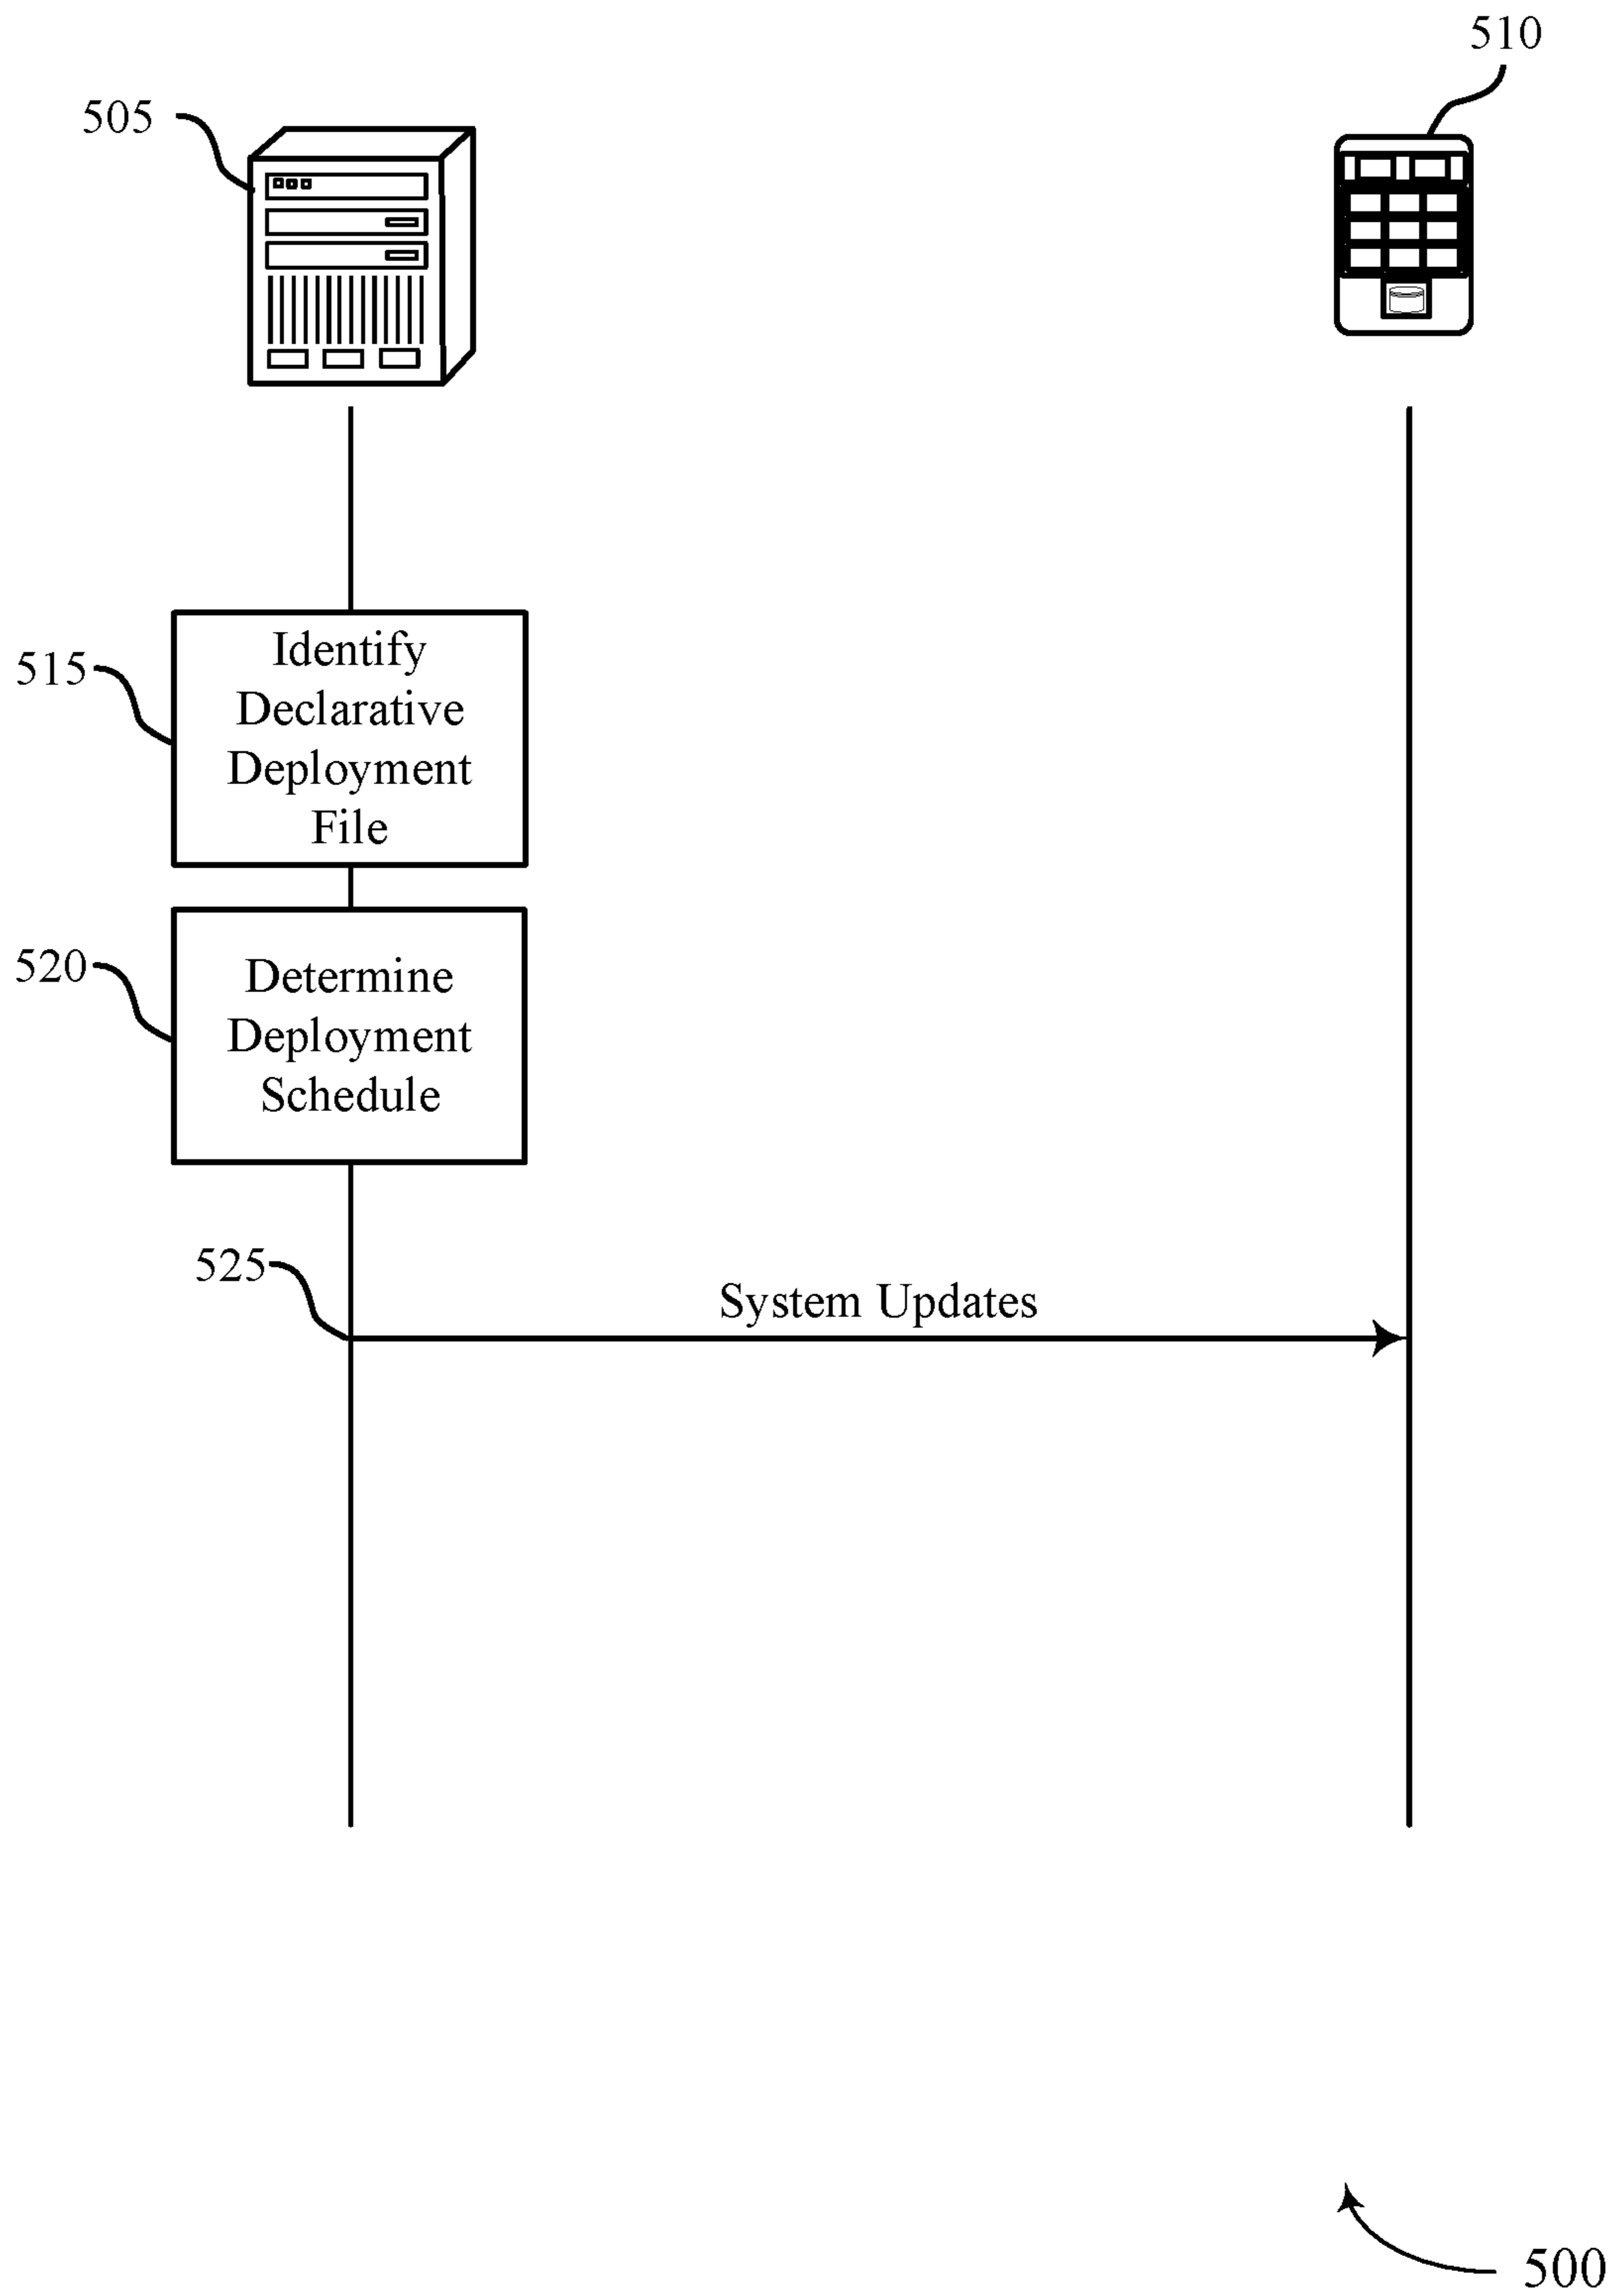 510
505
515
Identify
Declarative
Deployment
File
520
Determine
Deployment
Schedule
525
System Updates
500